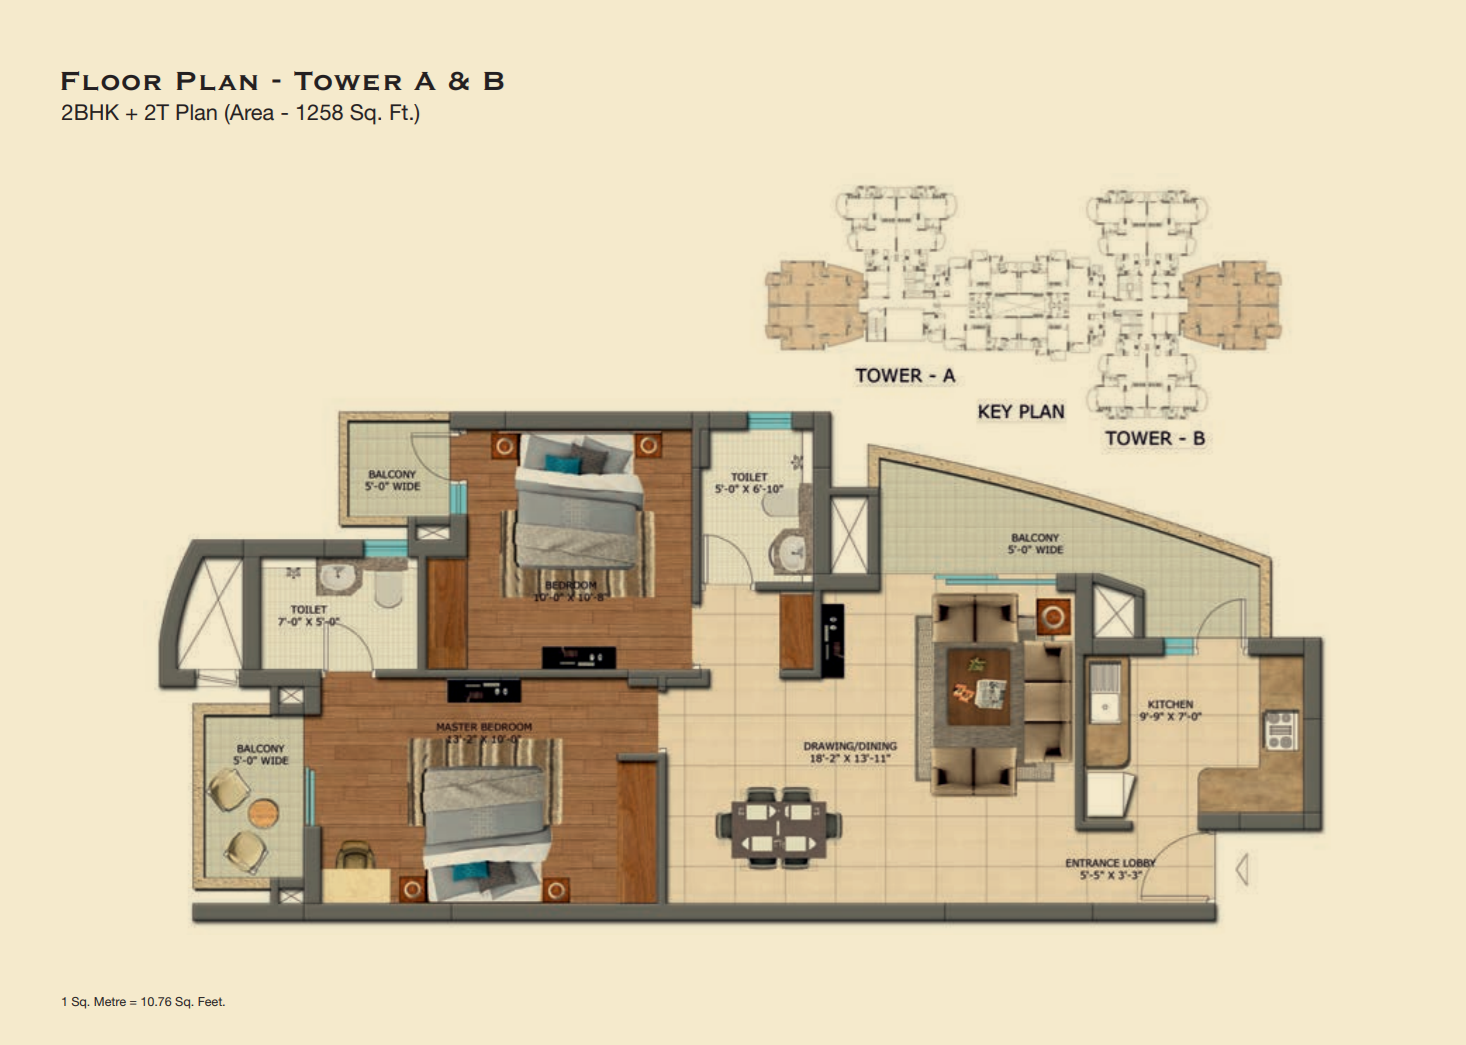 FLOOR PLAN - TOWER A & B
2BHK + 2T Plan (Area - 1258 Sq. Ft.)
TOWER - A
KEY PLAN
TOWER - B
BALCONY
5'-0" WIDE
TOILET
5'-0" X 6'-10"
BALCONY
5'-0" WIDE
BEDROOM
10'-0" X 10'-8"
TOILET
7'-0" X 5'-0"
KITCHEN
9'-9" X 7'-0"
MASTER BEDROOM
13'-2" X 10'-0"
BALCONY
5'-0" WIDE
DRAWING/DINING
18'-2" X 13'-11"
ENTRANCE LOBBY
5'-5" X 3'-3"
1 Sq. Metre = 10.76 Sq. Feet.